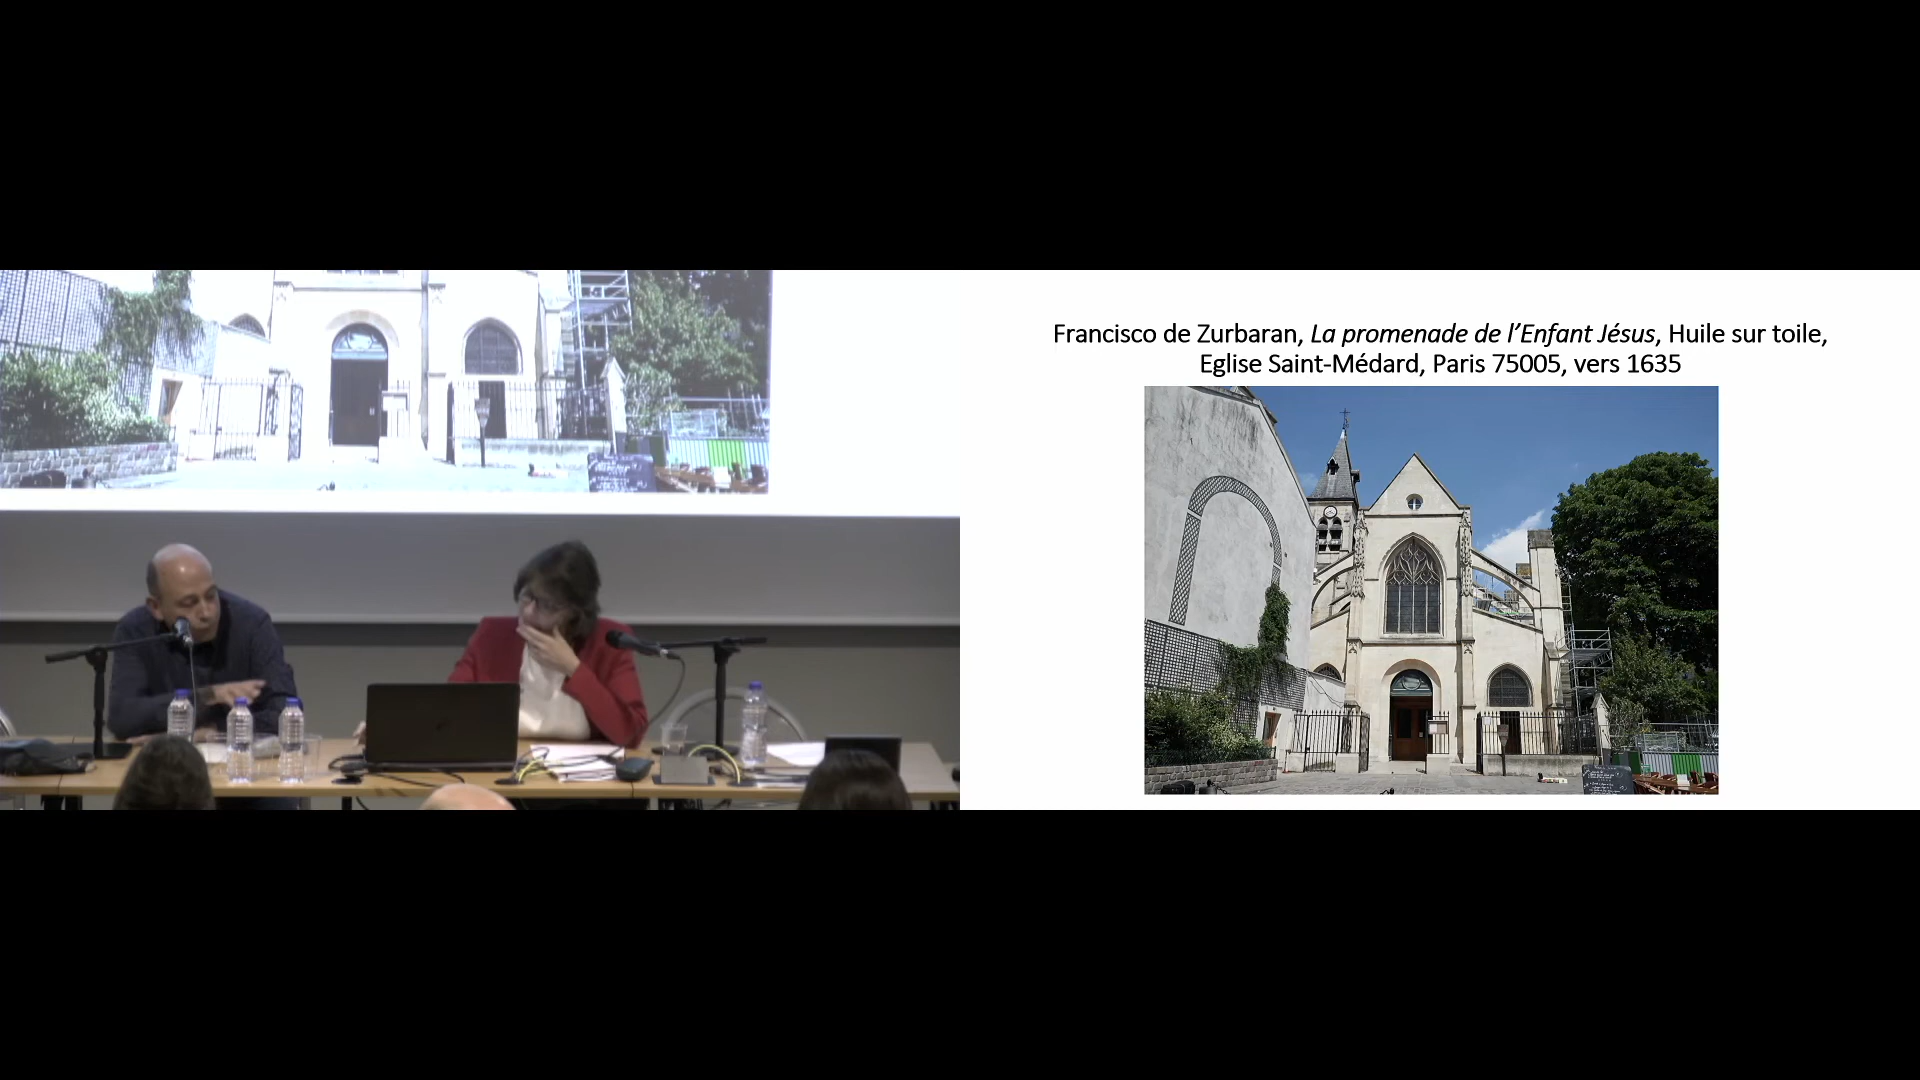 Francisco de Zurbaran, La promenade de l’Enfant Jésus, Huile sur toile,
Eglise Saint-Médard, Paris 75005, vers 1635